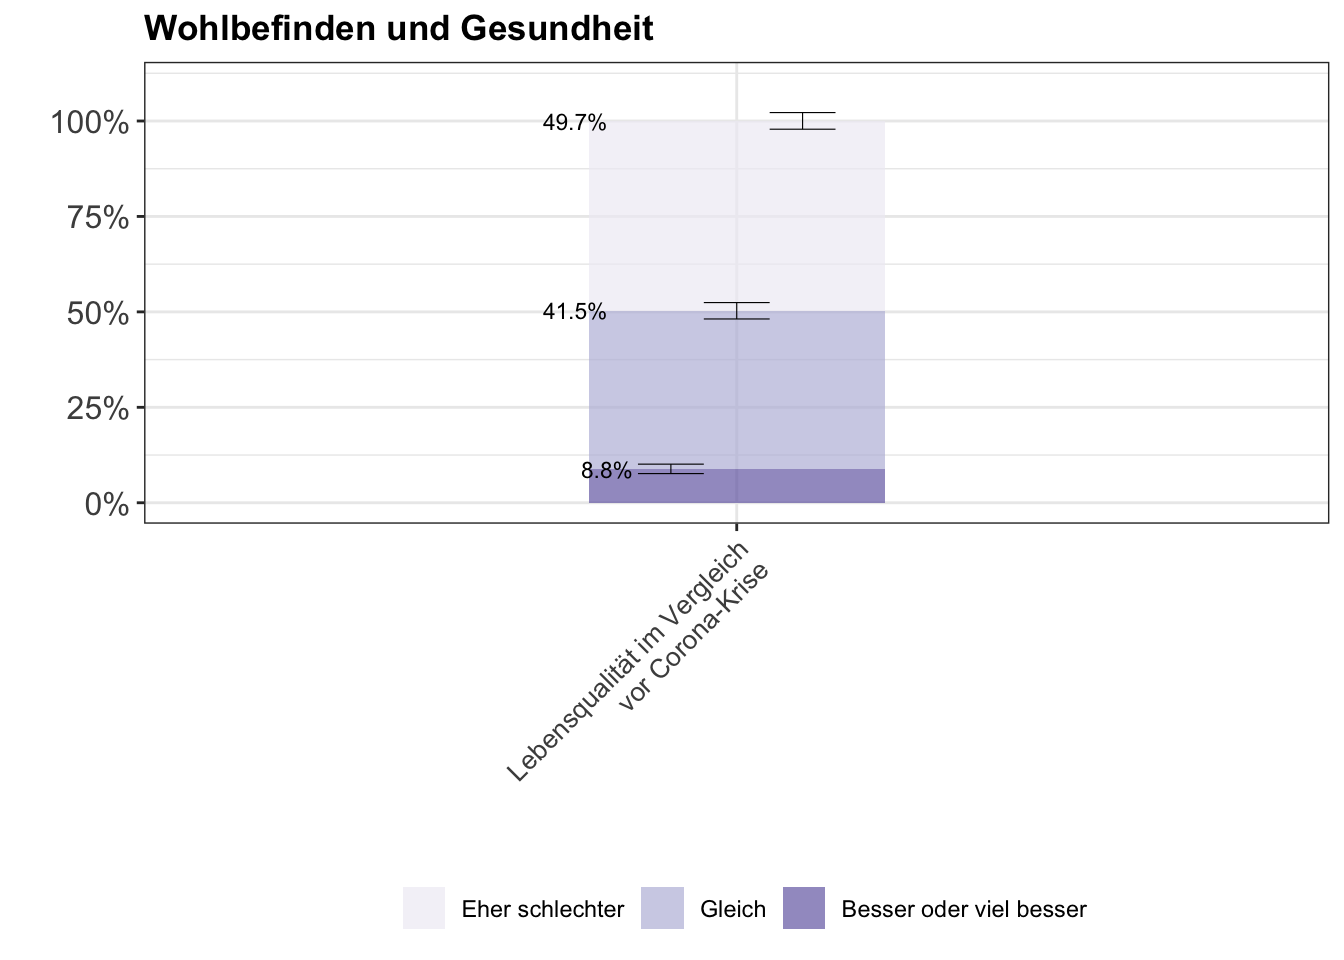 Wohlbefinden und Gesundheit
100%
75%
50%
25%
0%
49.7%
41.5%
8.8%
Lebensqualität im Vergleich
vor Corona-Krise
Eher schlechter
Gleich
Besser oder viel besser